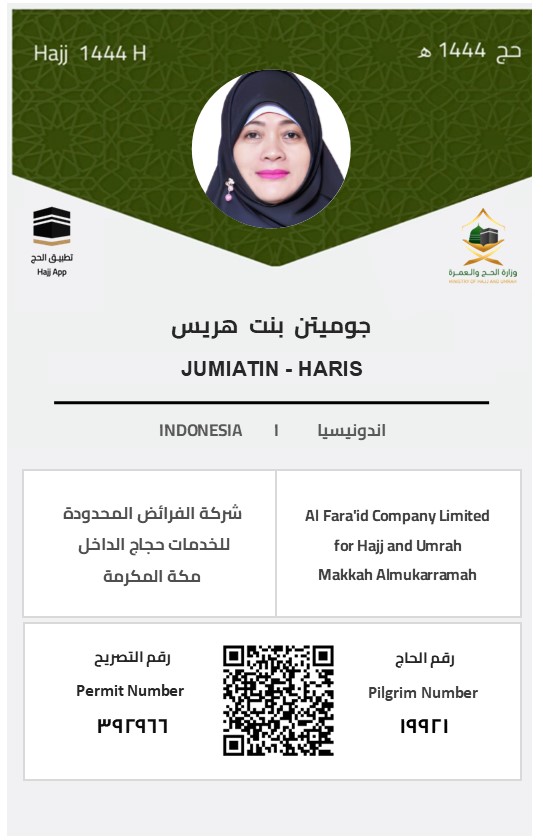 Hajj 1444 H
حج 1444 هـ
تطبيق الحج
Hajj App
وزارة الحج والعمرة
MINISTRY OF HAJJ AND UMRAH
جوميتن بنت هريس
JUMIATIN - HARIS
INDONESIA | اندونيسيا
شركة الفرائض المحدودة
للخدمات حجاج الداخل
مكة المكرمة
Al Fara'id Company Limited
for Hajj and Umrah
Makkah Almukarramah
رقم التصريح
Permit Number
٣٩٢٩٦٦
رقم الحاج
Pilgrim Number
١٩٩٢١